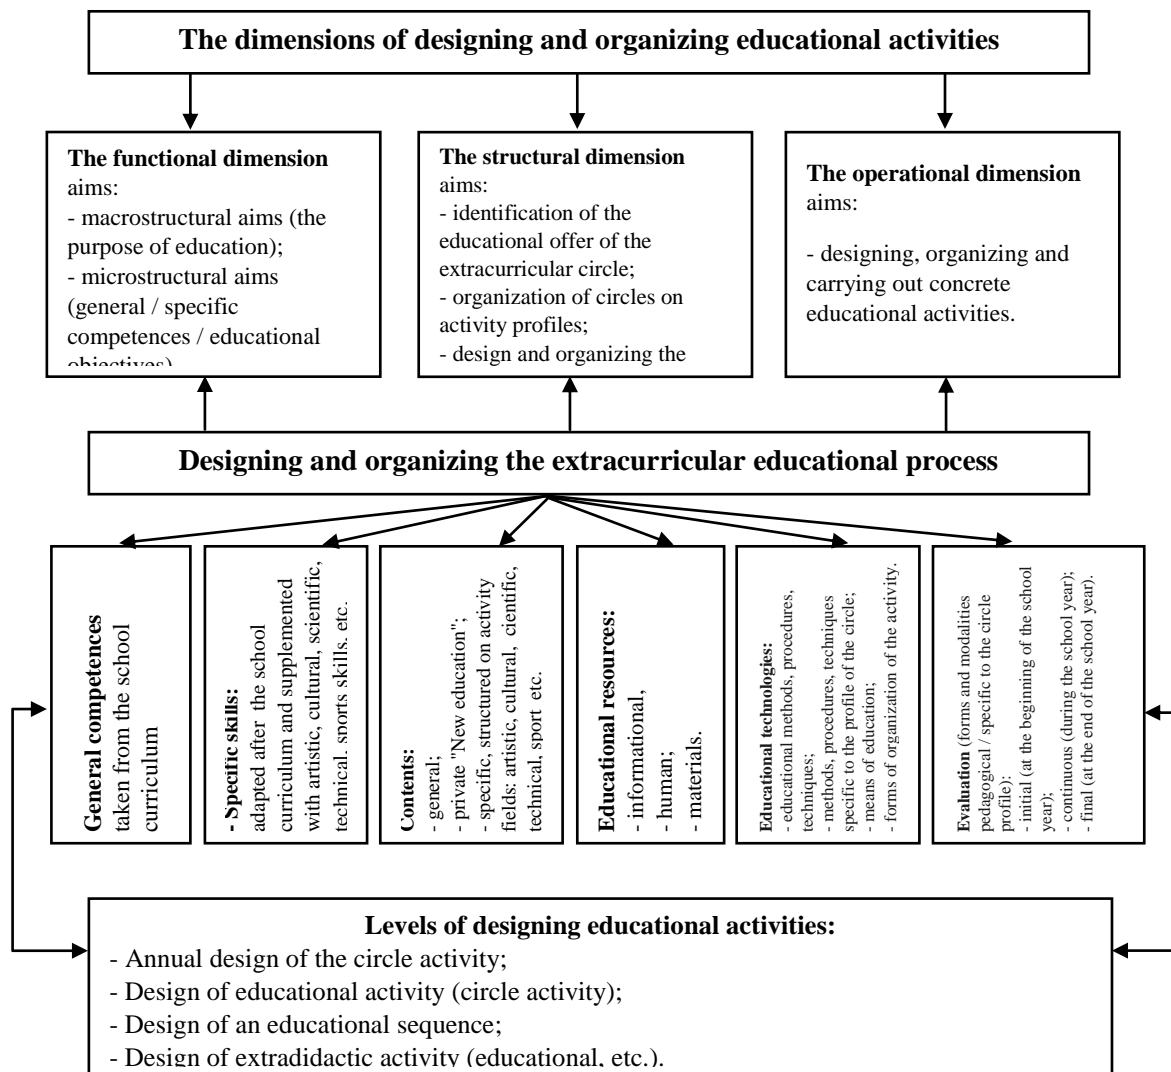 The dimensions of designing and organizing educational activities
The functional dimension
aims:
- macrostructural aims (the
purpose of education);
- microstructural aims
(general / specific
competences / educational
objectives)
The structural dimension
aims:
- identification of the
educational offer of the
extracurricular circle;
- organization of circles on
activity profiles;
- design and organizing the
The operational dimension
aims:
- designing, organizing and
carrying out concrete
educational activities.
Designing and organizing the extracurricular educational process
General competences
taken from the school
curriculum
- Specific skills:
adapted after the school
curriculum and supplemented
with artistic, cultural, scientific,
technical, sports skills. etc.
Contents:
- general;
- private "New education";
- specific, structured on activity
fields: artistic, cultural, cientific,
technical, sport etc.
Educational resources:
- informational,
- human;
- materials.
Educational technologies:
- educational methods, procedures,
techniques;
- methods, procedures, techniques
specific to the profile of the circle;
- means of education;
- forms of organization of the activity.
Evaluation (forms and modalities
pedagogical / specific to the circle
profile);
- initial (at the beginning of the school
year);
- continuous (during the school year);
- final (at the end of the school year).
Levels of designing educational activities:
- Annual design of the circle activity;
- Design of educational activity (circle activity);
- Design of an educational sequence;
- Design of extradidactic activity (educational, etc.).